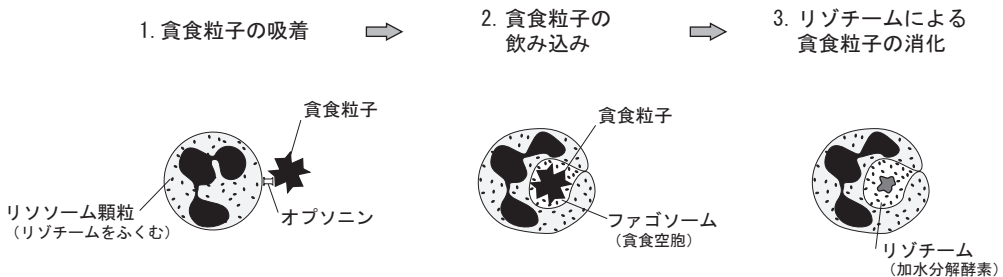 1. 貪食粒子の吸着
2. 貪食粒子の
飲み込み
3. リゾチームによる
貪食粒子の消化
貪食粒子
リソソーム顆粒
（リゾチームをふくむ）
オプソニン
貪食粒子
ファゴソーム
（貪食空胞）
リゾチーム
（加水分解酵素）